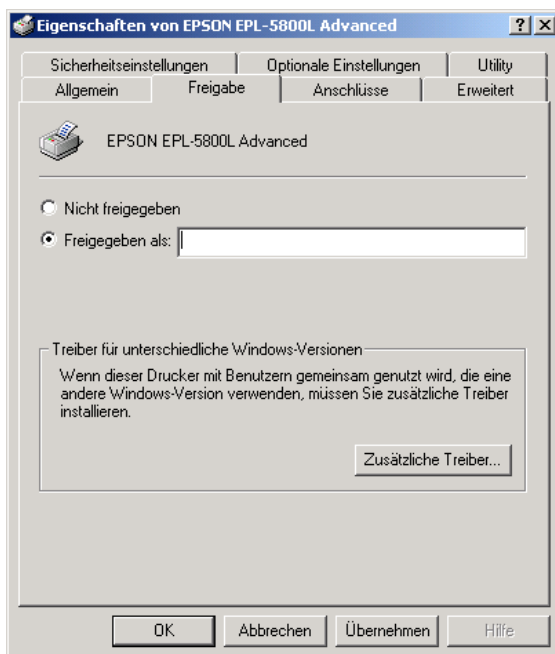 Eigenschaften von EPSON EPL-5800L Advanced
Sicherheitseinstellungen Optionale Einstellungen Utility
Allgemein Freigabe Anschlüsse Erweitert
EPSON EPL-5800L Advanced
Nicht freigegeben
Freigegeben als:
Treiber für unterschiedliche Windows-Versionen
Wenn dieser Drucker mit Benutzern gemeinsam genutzt wird, die eine
andere Windows-Version verwenden, müssen Sie zusätzliche Treiber
installieren.
Zusätzliche Treiber...
OK Abbrechen Übernehmen Hilfe